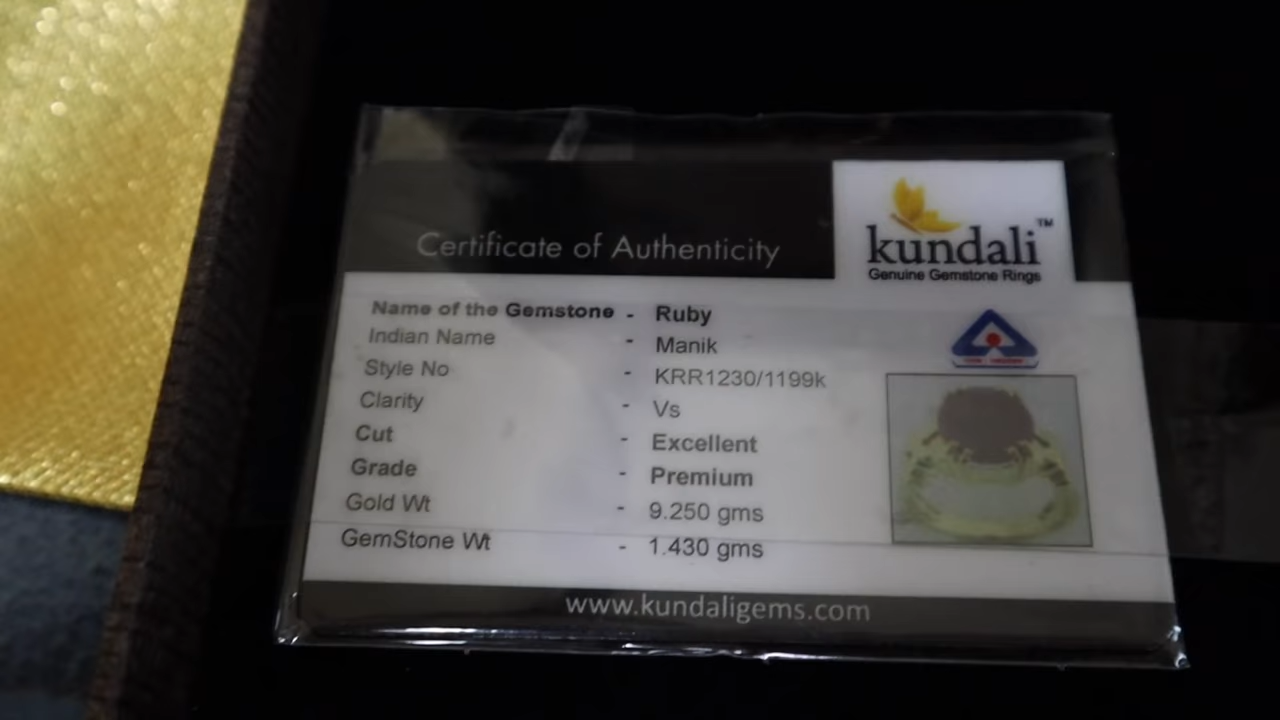 Certificate of Authenticity
kundali™
Genuine Gemstone Rings
Name of the Gemstone - Ruby
Indian Name - Manik
Style No - KRR1230/1199k
Clarity - Vs
Cut - Excellent
Grade - Premium
Gold Wt - 9.250 gms
GemStone Wt - 1.430 gms
www.kundaligems.com